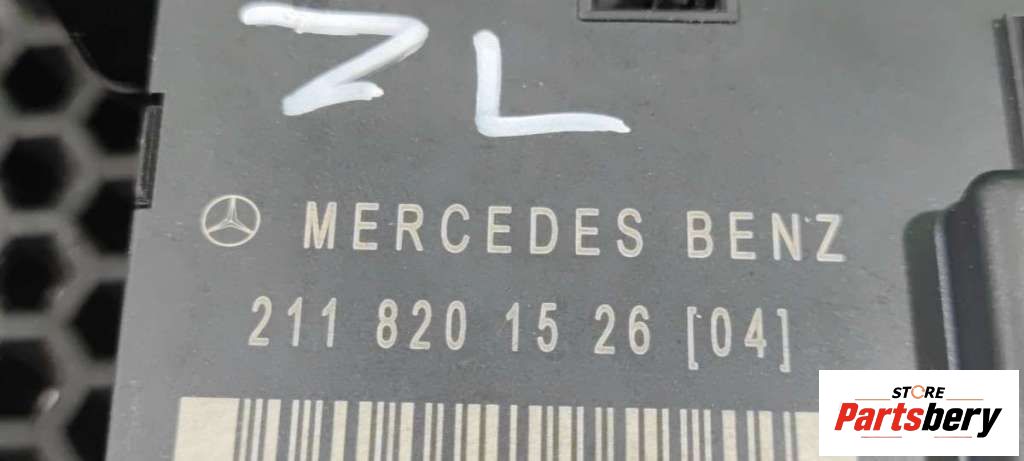 ZL
MERCEDES BENZ
211 820 15 26 [04]
STORE
Partsbery